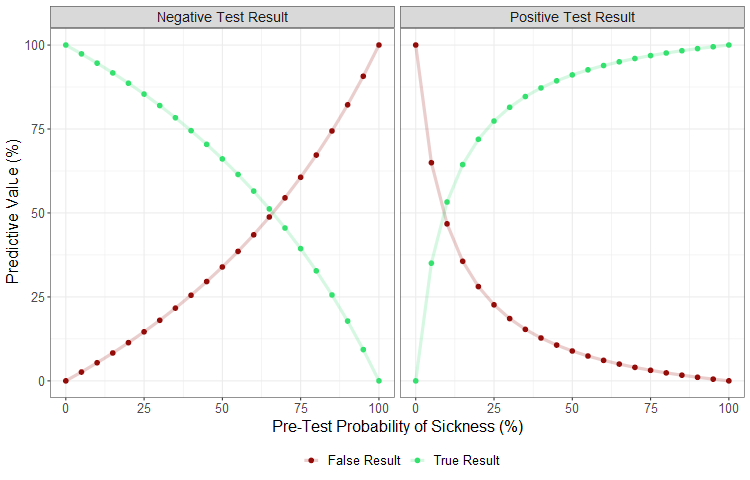 Negative Test Result
Positive Test Result
Predictive Value (%)
100
75
50
25
0
0 25 50 75 100
0 25 50 75 100
Pre-Test Probability of Sickness (%)
False Result True Result